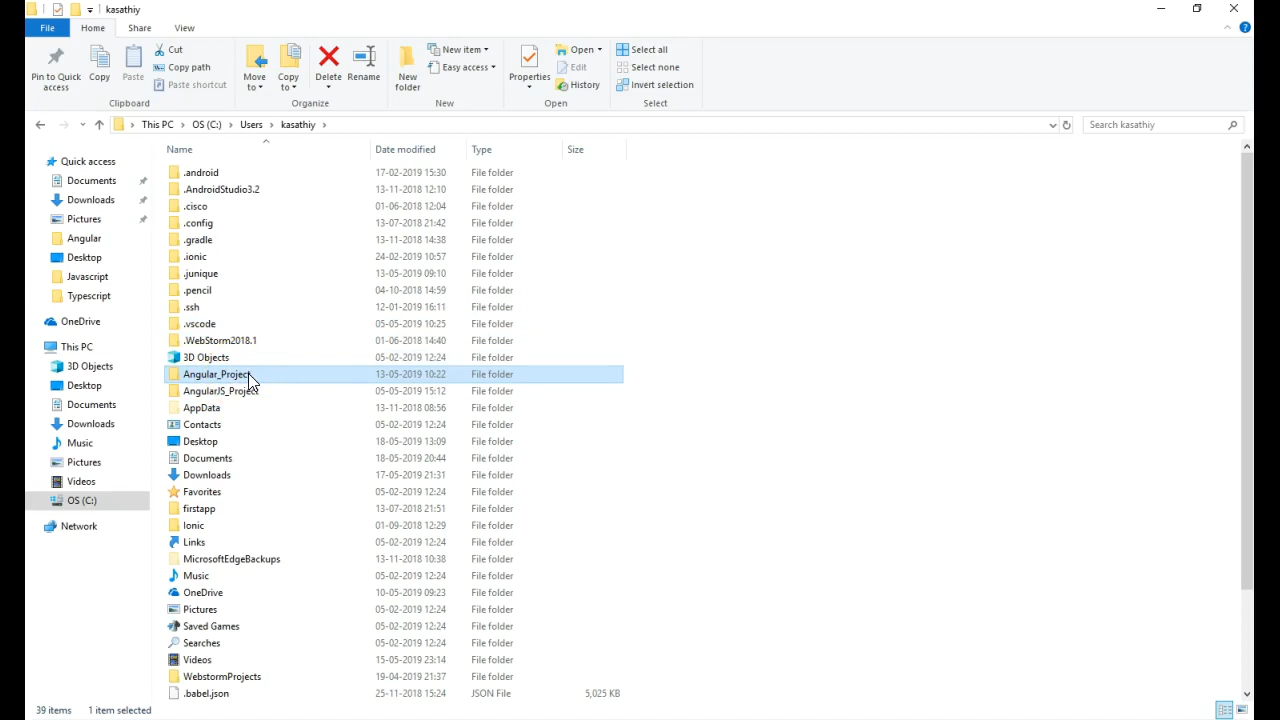 kasathiy
File Home Share View
Pin to Quick access
Copy
Paste
Cut
Copy path
Paste shortcut
Clipboard
Move to
Copy to
Delete
Rename
Organize
New folder
New item
Easy access
New
Properties
Open
Edit
History
Open
Select all
Select none
Invert selection
Select
This PC > OS (C:) > Users > kasathiy >
Search kasathiy
Quick access
Documents
Downloads
Pictures
Angular
Desktop
Javascript
Typescript
OneDrive
This PC
3D Objects
Desktop
Documents
Downloads
Music
Pictures
Videos
OS (C:)
Network
Name Date modified Type Size
.android 17-02-2019 15:30 File folder
.AndroidStudio3.2 13-11-2018 12:10 File folder
.cisco 01-06-2018 12:04 File folder
.config 13-07-2018 21:42 File folder
.gradle 13-11-2018 14:38 File folder
.ionic 24-02-2019 10:57 File folder
.junique 13-05-2019 09:10 File folder
.pencil 04-10-2018 14:59 File folder
.ssh 12-01-2019 16:11 File folder
.vscode 05-05-2019 10:25 File folder
.WebStorm2018.1 01-06-2018 14:40 File folder
3D Objects 05-02-2019 12:24 File folder
Angular_Project 13-05-2019 10:22 File folder
AngularJS_Project 05-05-2019 15:12 File folder
AppData 13-11-2018 08:56 File folder
Contacts 05-02-2019 12:24 File folder
Desktop 18-05-2019 13:09 File folder
Documents 18-05-2019 20:44 File folder
Downloads 17-05-2019 21:31 File folder
Favorites 05-02-2019 12:24 File folder
firstapp 13-07-2018 21:51 File folder
Ionic 01-09-2018 12:29 File folder
Links 05-02-2019 12:24 File folder
MicrosoftEdgeBackups 13-11-2018 10:38 File folder
Music 05-02-2019 12:24 File folder
OneDrive 10-05-2019 09:23 File folder
Pictures 05-02-2019 12:24 File folder
Saved Games 05-02-2019 12:24 File folder
Searches 05-02-2019 12:24 File folder
Videos 15-05-2019 23:14 File folder
WebstormProjects 19-04-2019 21:37 File folder
.babel.json 25-11-2018 15:24 JSON File 5,025 KB
39 items 1 item selected